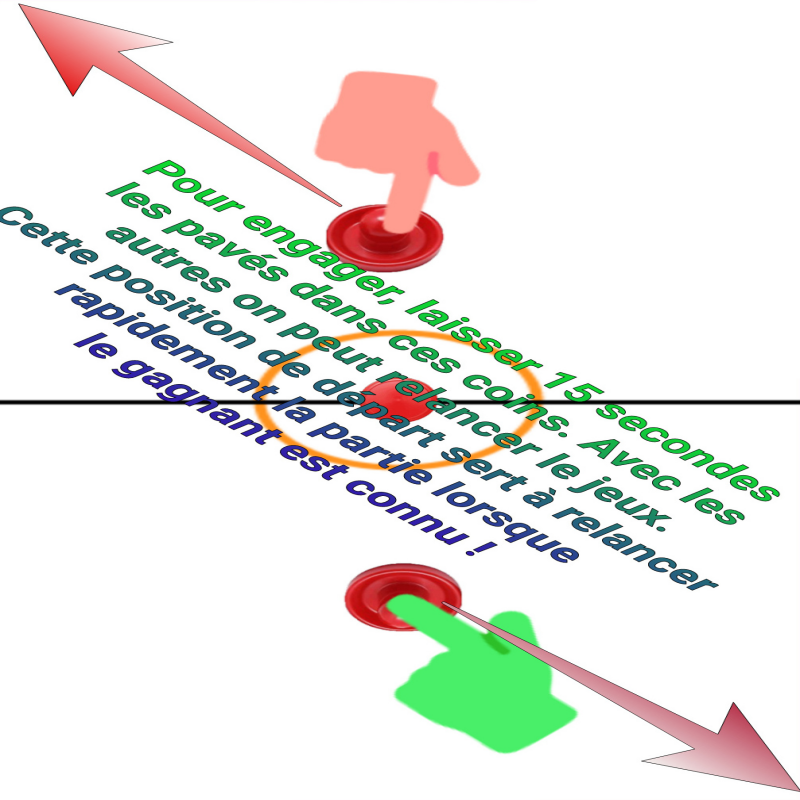 Pour engager, laisser 15 secondes
les pavés dans ces coins. Avec les
autres on peut relancer le jeux.
Cette position de départ sert à relancer
rapidement la partie lorsque
le gagnant est connu !